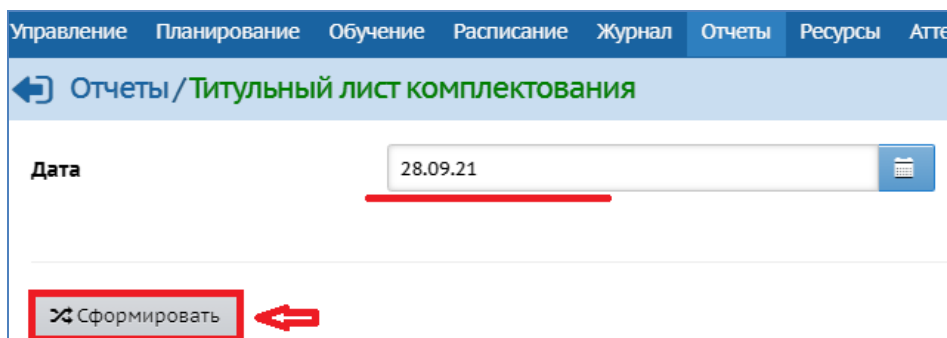 Управление Планирование Обучение Расписание Журнал Отчеты Ресурсы
Отчеты/Титульный лист комплектования
Дата 28.09.21
Сформировать